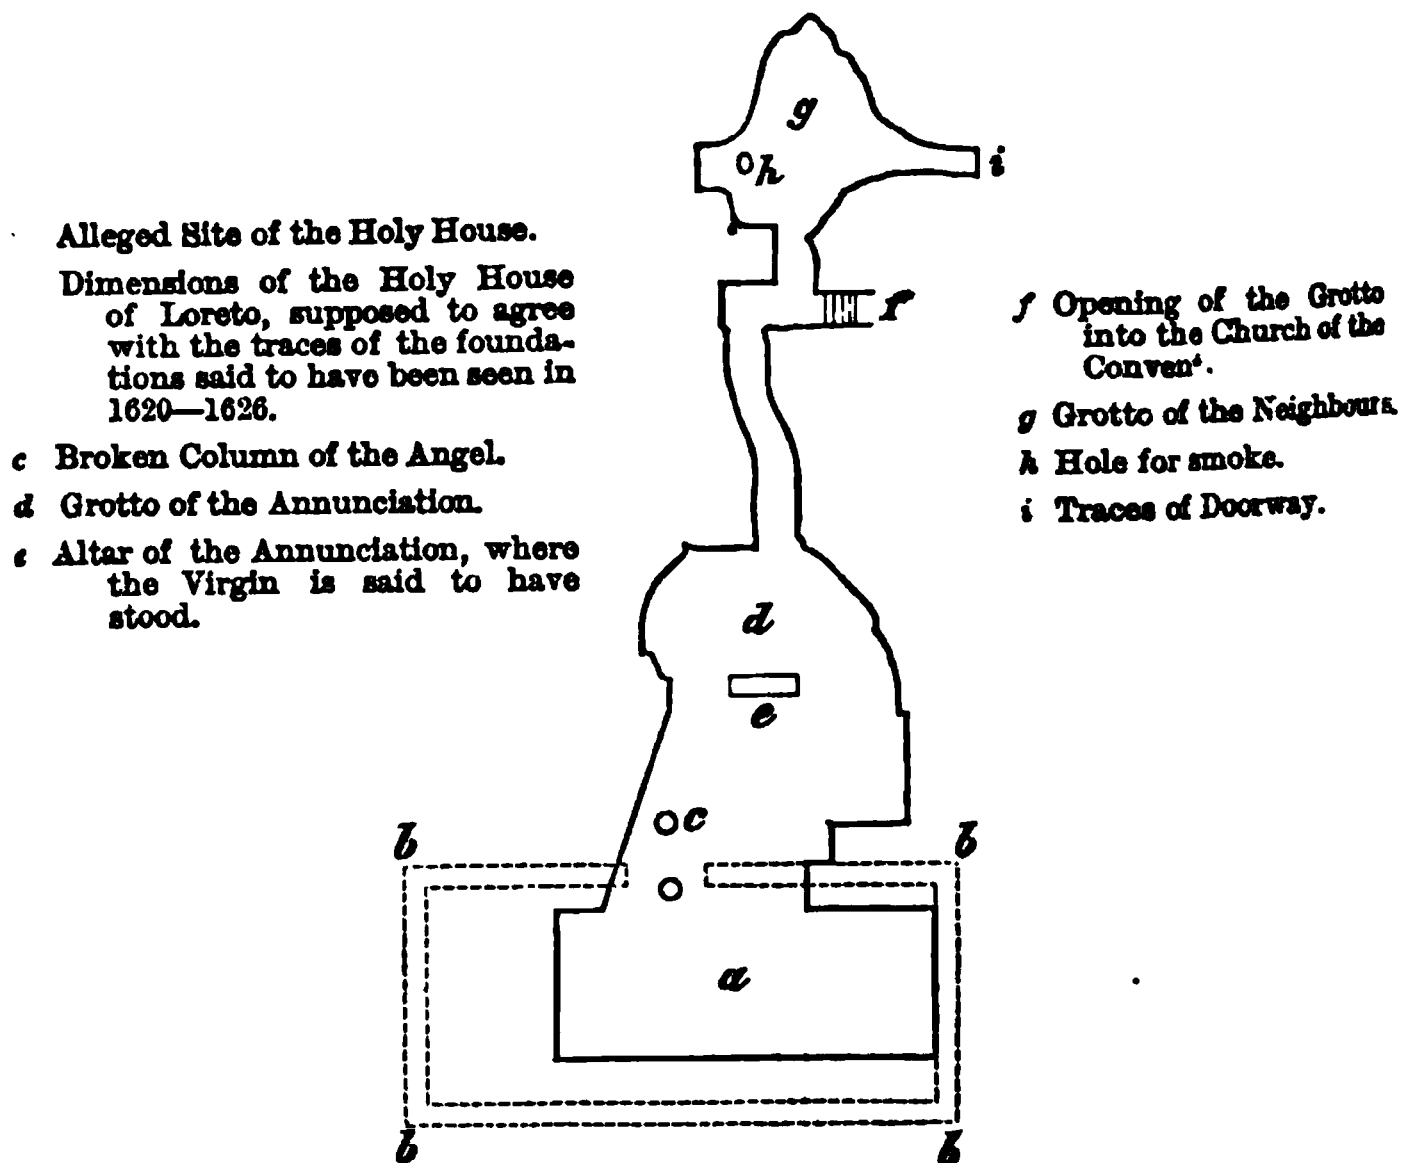 Alleged Site of the Holy House.
Dimensions of the Holy House
of Loreto, supposed to agree
with the traces of the founda-
tions said to have been seen in
1620—1626.
c Broken Column of the Angel.
d Grotto of the Annunciation.
e Altar of the Annunciation, where
the Virgin is said to have
stood.
f Opening of the Grotto
into the Church of the
Convent.
g Grotto of the Neighbours.
h Hole for smoke.
i Traces of Doorway.
g
h
i
f
d
e
c
b
b
a
b
b